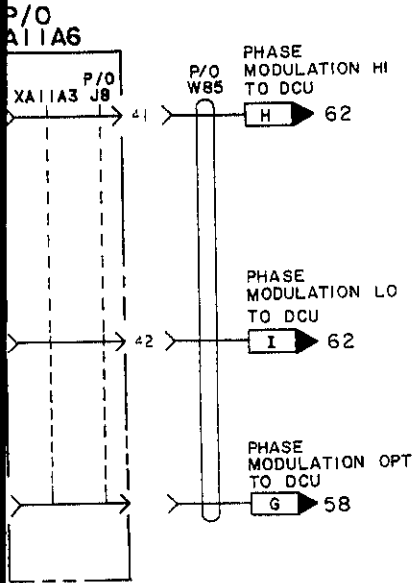 P/O
A11A6
XA11A3
P/O
J8
41
P/O
W85
PHASE
MODULATION HI
TO DCU
H
62
42
PHASE
MODULATION LO
TO DCU
I
62
PHASE
MODULATION OPT
TO DCU
G
58